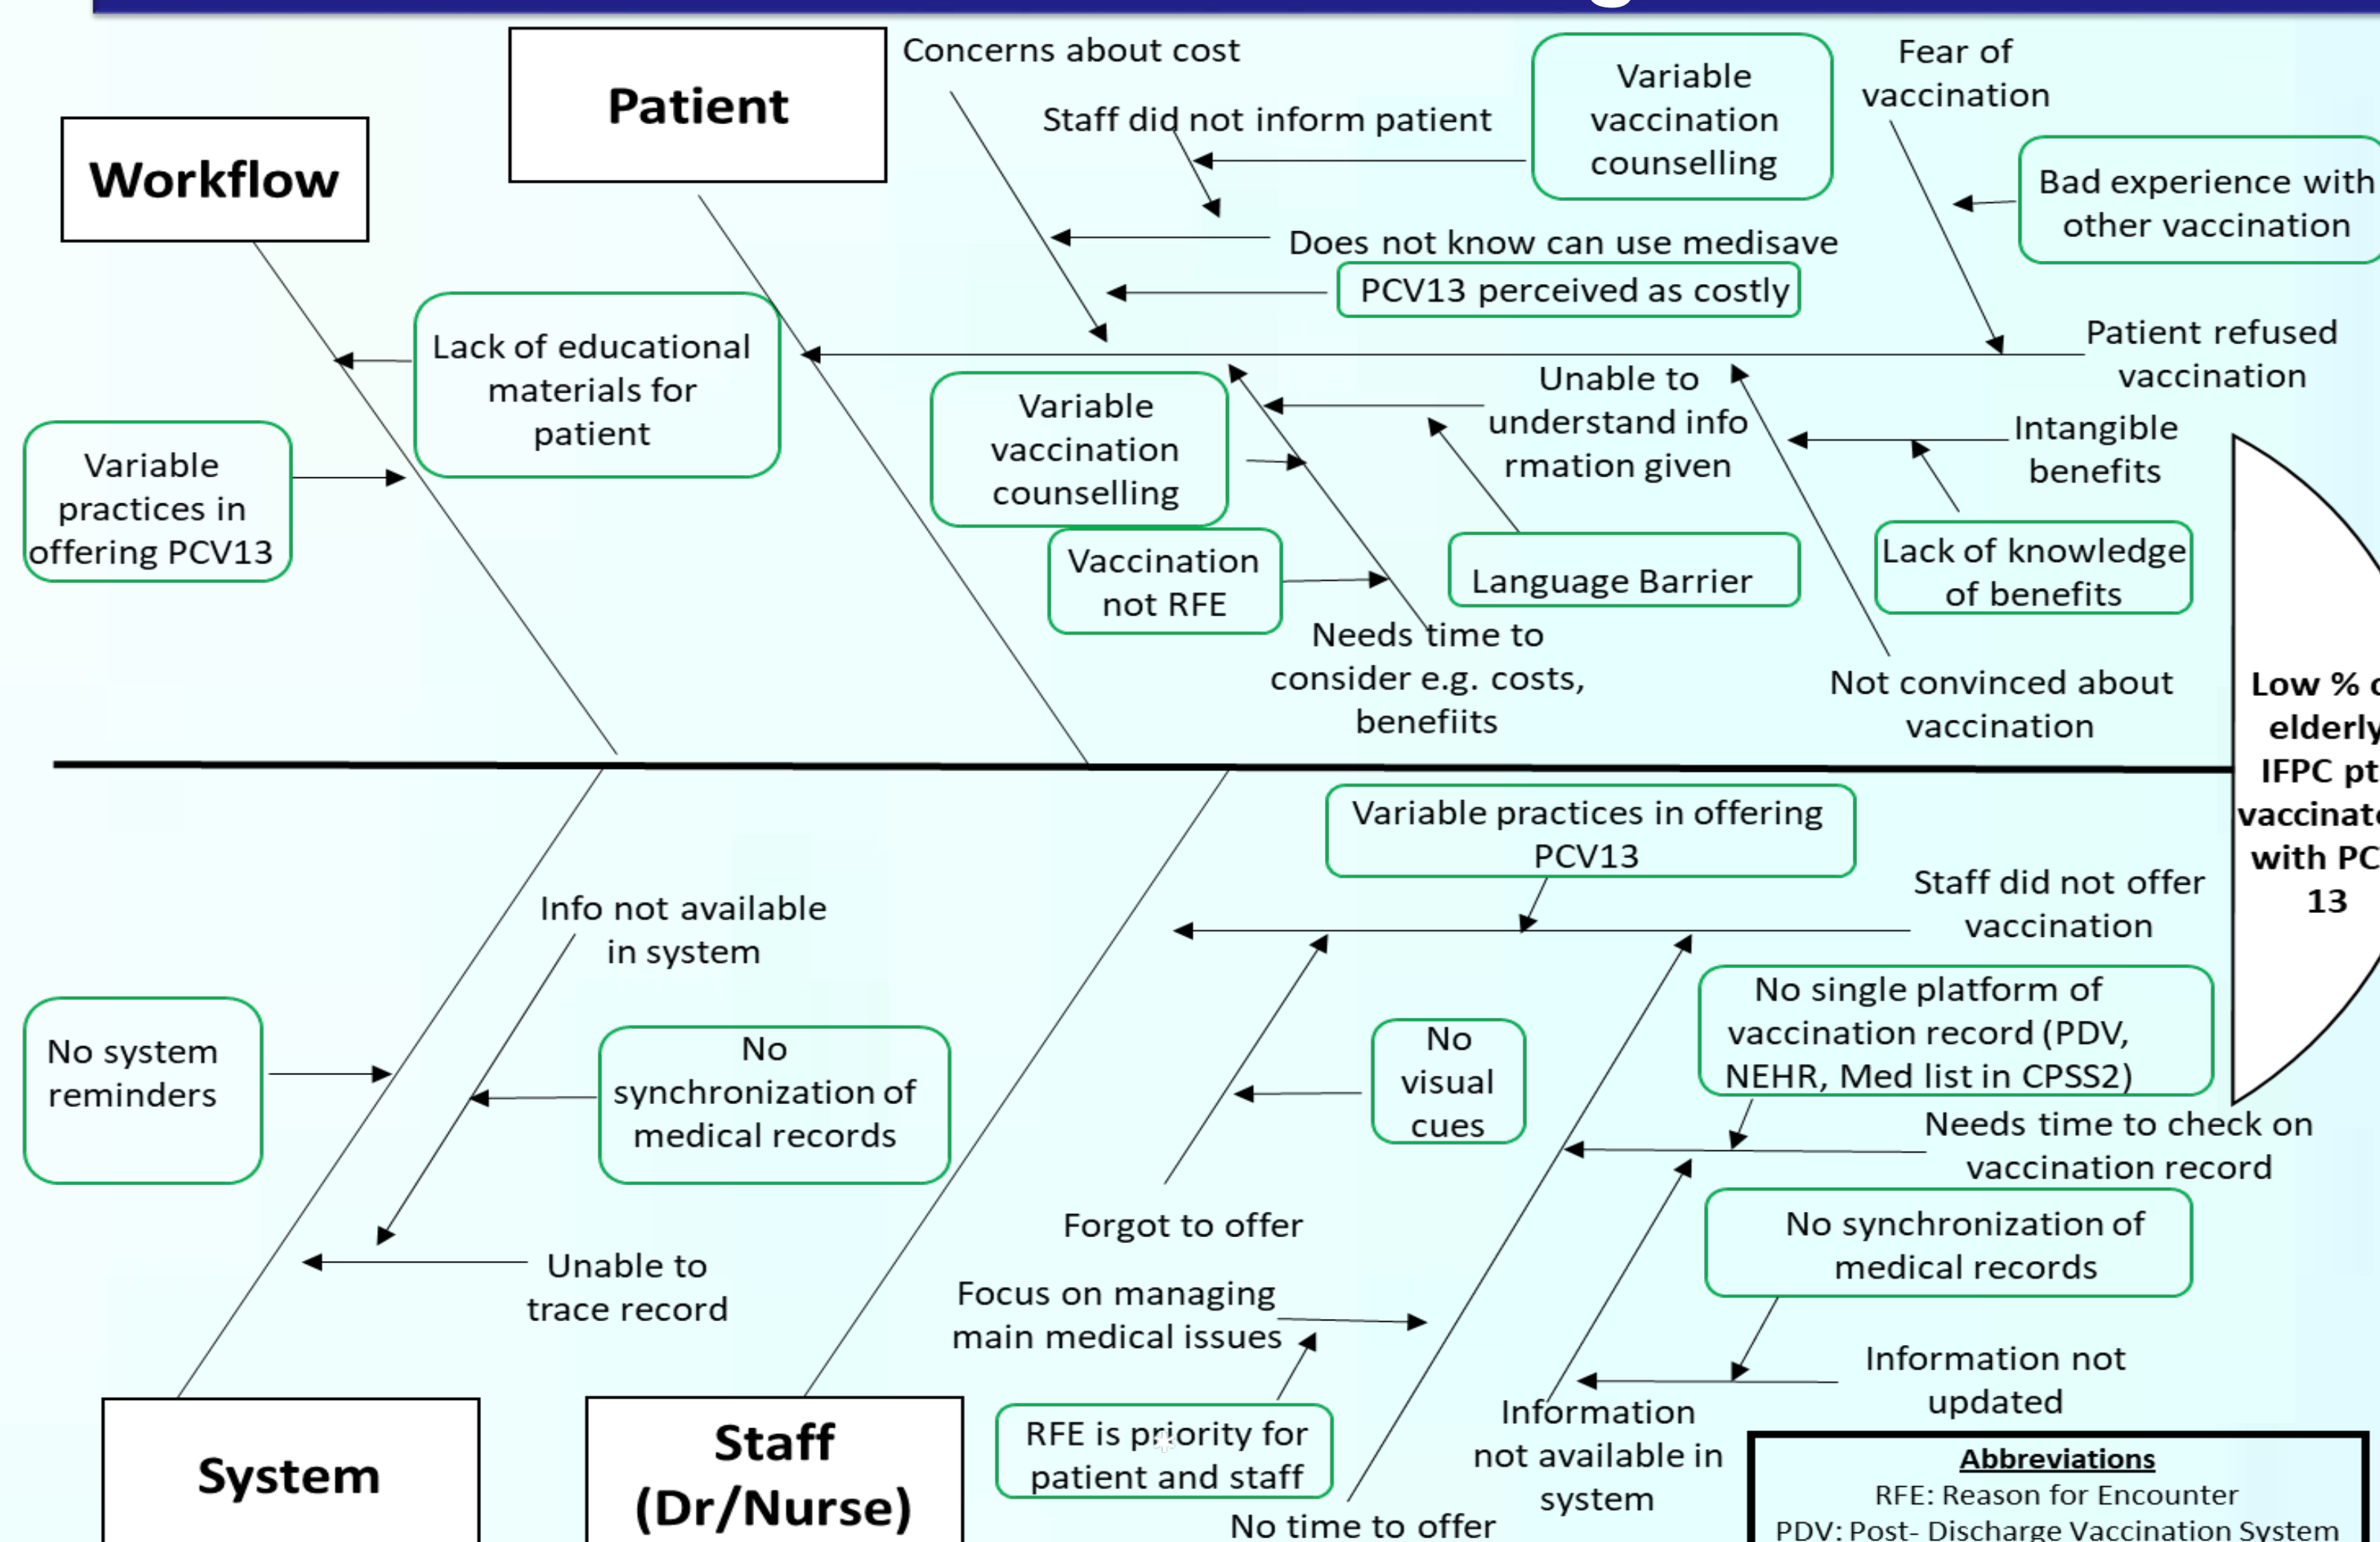 Workflow
Patient
Concerns about cost
Staff did not inform patient
Variable
vaccination
counselling
Fear of
vaccination
Bad experience with
other vaccination
Does not know can use medisave
PCV13 perceived as costly
Lack of educational
materials for
patient
Variable
practices in
offering PCV13
Patient refused
vaccination
Variable
vaccination
counselling
Unable to
understand info
rmation given
Intangible
benefits
Vaccination
not RFE
Language Barrier
Lack of knowledge
of benefits
Needs time to
consider e.g. costs,
benefiits
Not convinced about
vaccination
Low %
elderly
IFPC pt
vaccinat
with PC
13
Variable practices in offering
PCV13
Staff did not offer
vaccination
Info not available
in system
No system
reminders
No
synchronization of
medical records
No
visual
cues
No single platform of
vaccination record (PDV,
NEHR, Med list in CPSS2)
Needs time to check on
vaccination record
Forgot to offer
No synchronization of
medical records
Unable to
trace record
Focus on managing
main medical issues
Information not
updated
RFE is priority for
patient and staff
Information
not available in
system
No time to offer
System
Staff
(Dr/Nurse)
Abbreviations
RFE: Reason for Encounter
PDV: Post- Discharge Vaccination System